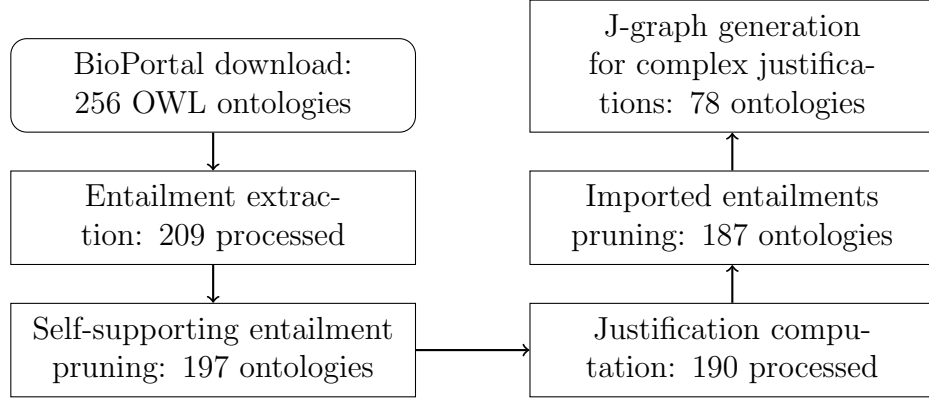 BioPortal download:
256 OWL ontologies
Entailment extrac-
tion: 209 processed
Self-supporting entailment
pruning: 197 ontologies
Justification compu-
tation: 190 processed
Imported entailments
pruning: 187 ontologies
J-graph generation
for complex justifica-
tions: 78 ontologies